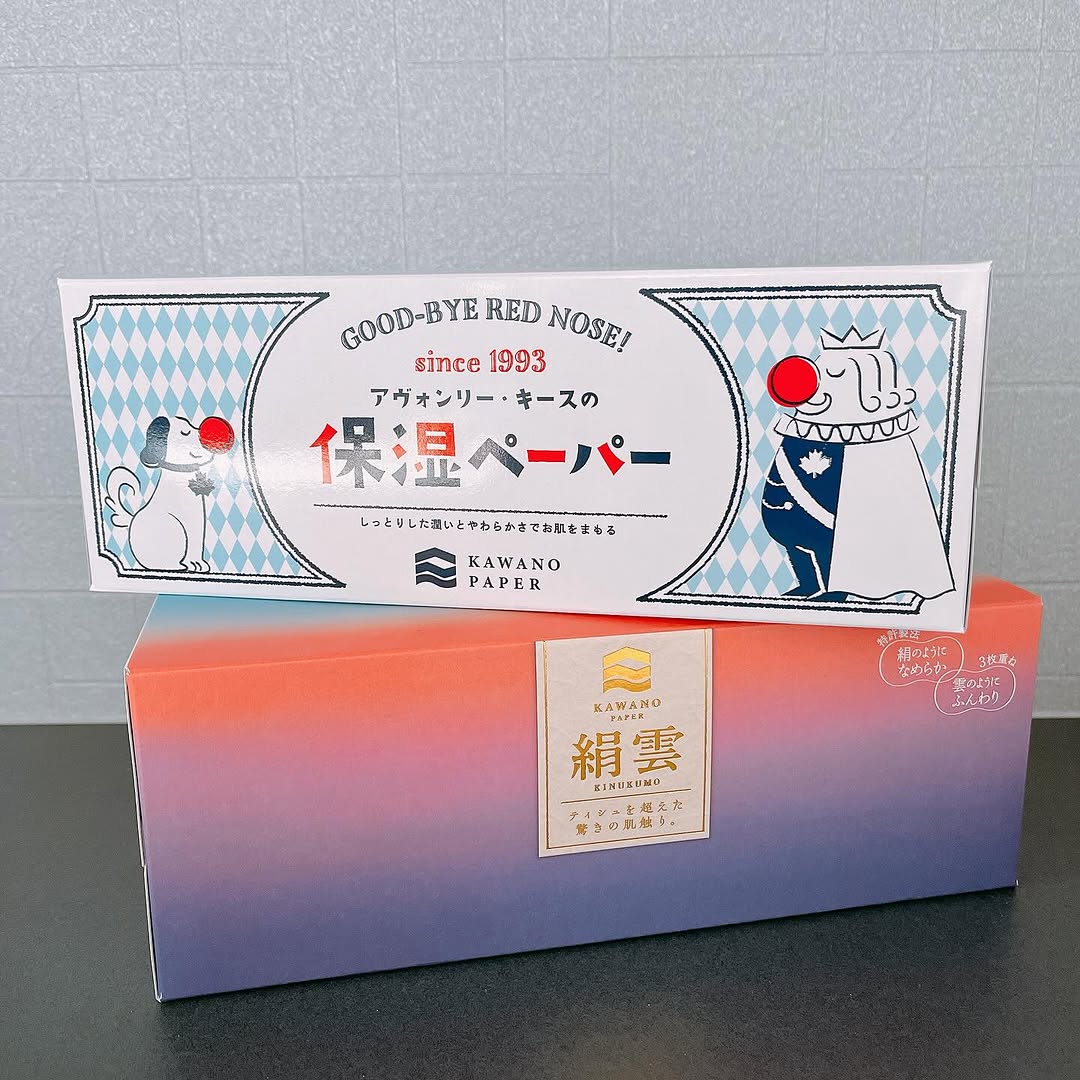 GOOD-BYE RED NOSE!
since 1993
アヴォンリー・キースの
保湿ペーパー
しっとりした潤いとやわらかさでお肌をまもる
KAWANO
PAPER
KAWANO
PAPER
絹雲
KINUKUMO
ティシュを超えた
驚きの肌触り。
特許製法
絹のように
なめらか
3枚重ね
雲のように
ふんわり